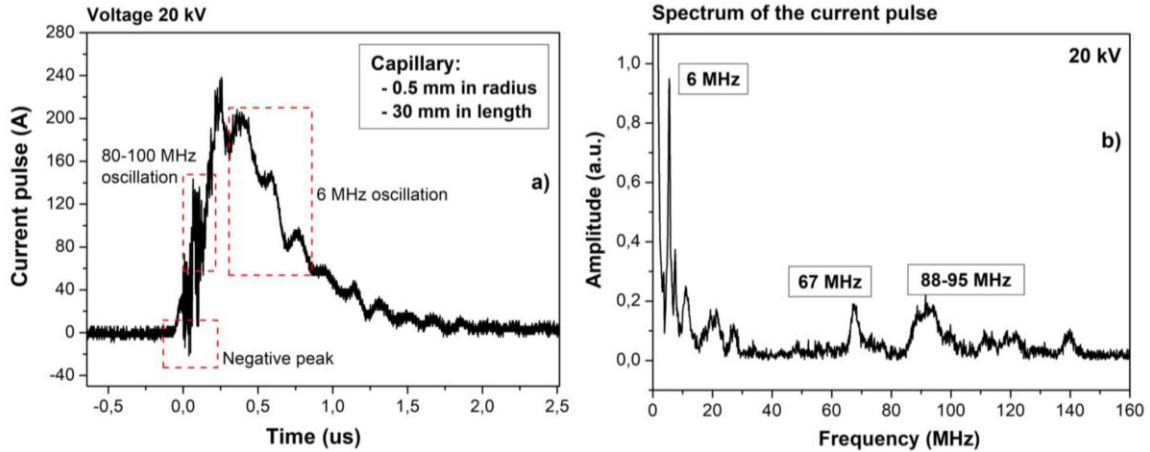 Voltage 20 kV
280
240
200
160
120
80
40
0
-40
Current pulse (A)
Capillary:
- 0.5 mm in radius
- 30 mm in length
80-100 MHz
oscillation
a)
6 MHz oscillation
Negative peak
-0,5
0,0
0,5
1,0
1,5
2,0
2,5
Time (us)
Spectrum of the current pulse
1,0
0,8
0,6
0,4
0,2
0,0
Amplitude (a.u.)
20 kV
6 MHz
b)
67 MHz
88-95 MHz
0
20
40
60
80
100
120
140
160
Frequency (MHz)